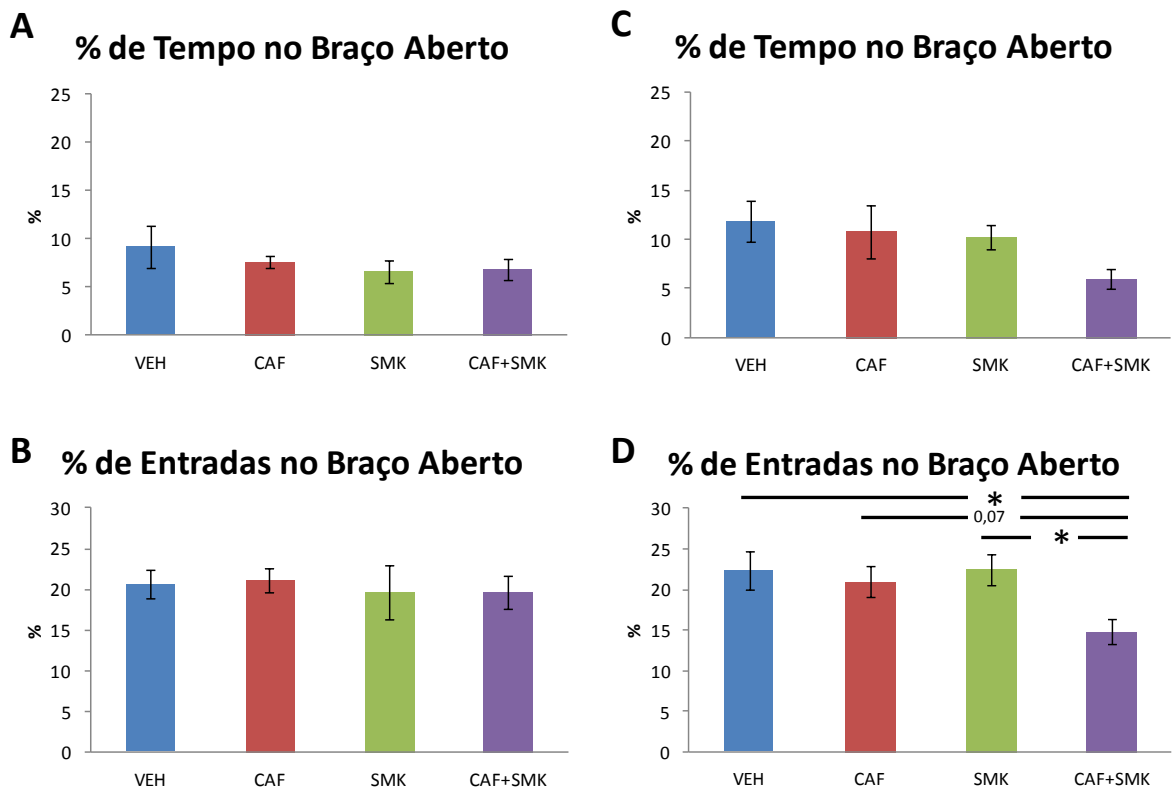 A
% de Tempo no Braço Aberto
25
20
15
10
5
0
%
VEH CAF SMK CAF+SMK
C
% de Tempo no Braço Aberto
25
20
15
10
5
0
%
VEH CAF SMK CAF+SMK
B
% de Entradas no Braço Aberto
30
25
20
15
10
5
0
%
VEH CAF SMK CAF+SMK
D
% de Entradas no Braço Aberto
*
0,07
*
30
25
20
15
10
5
0
%
VEH CAF SMK CAF+SMK